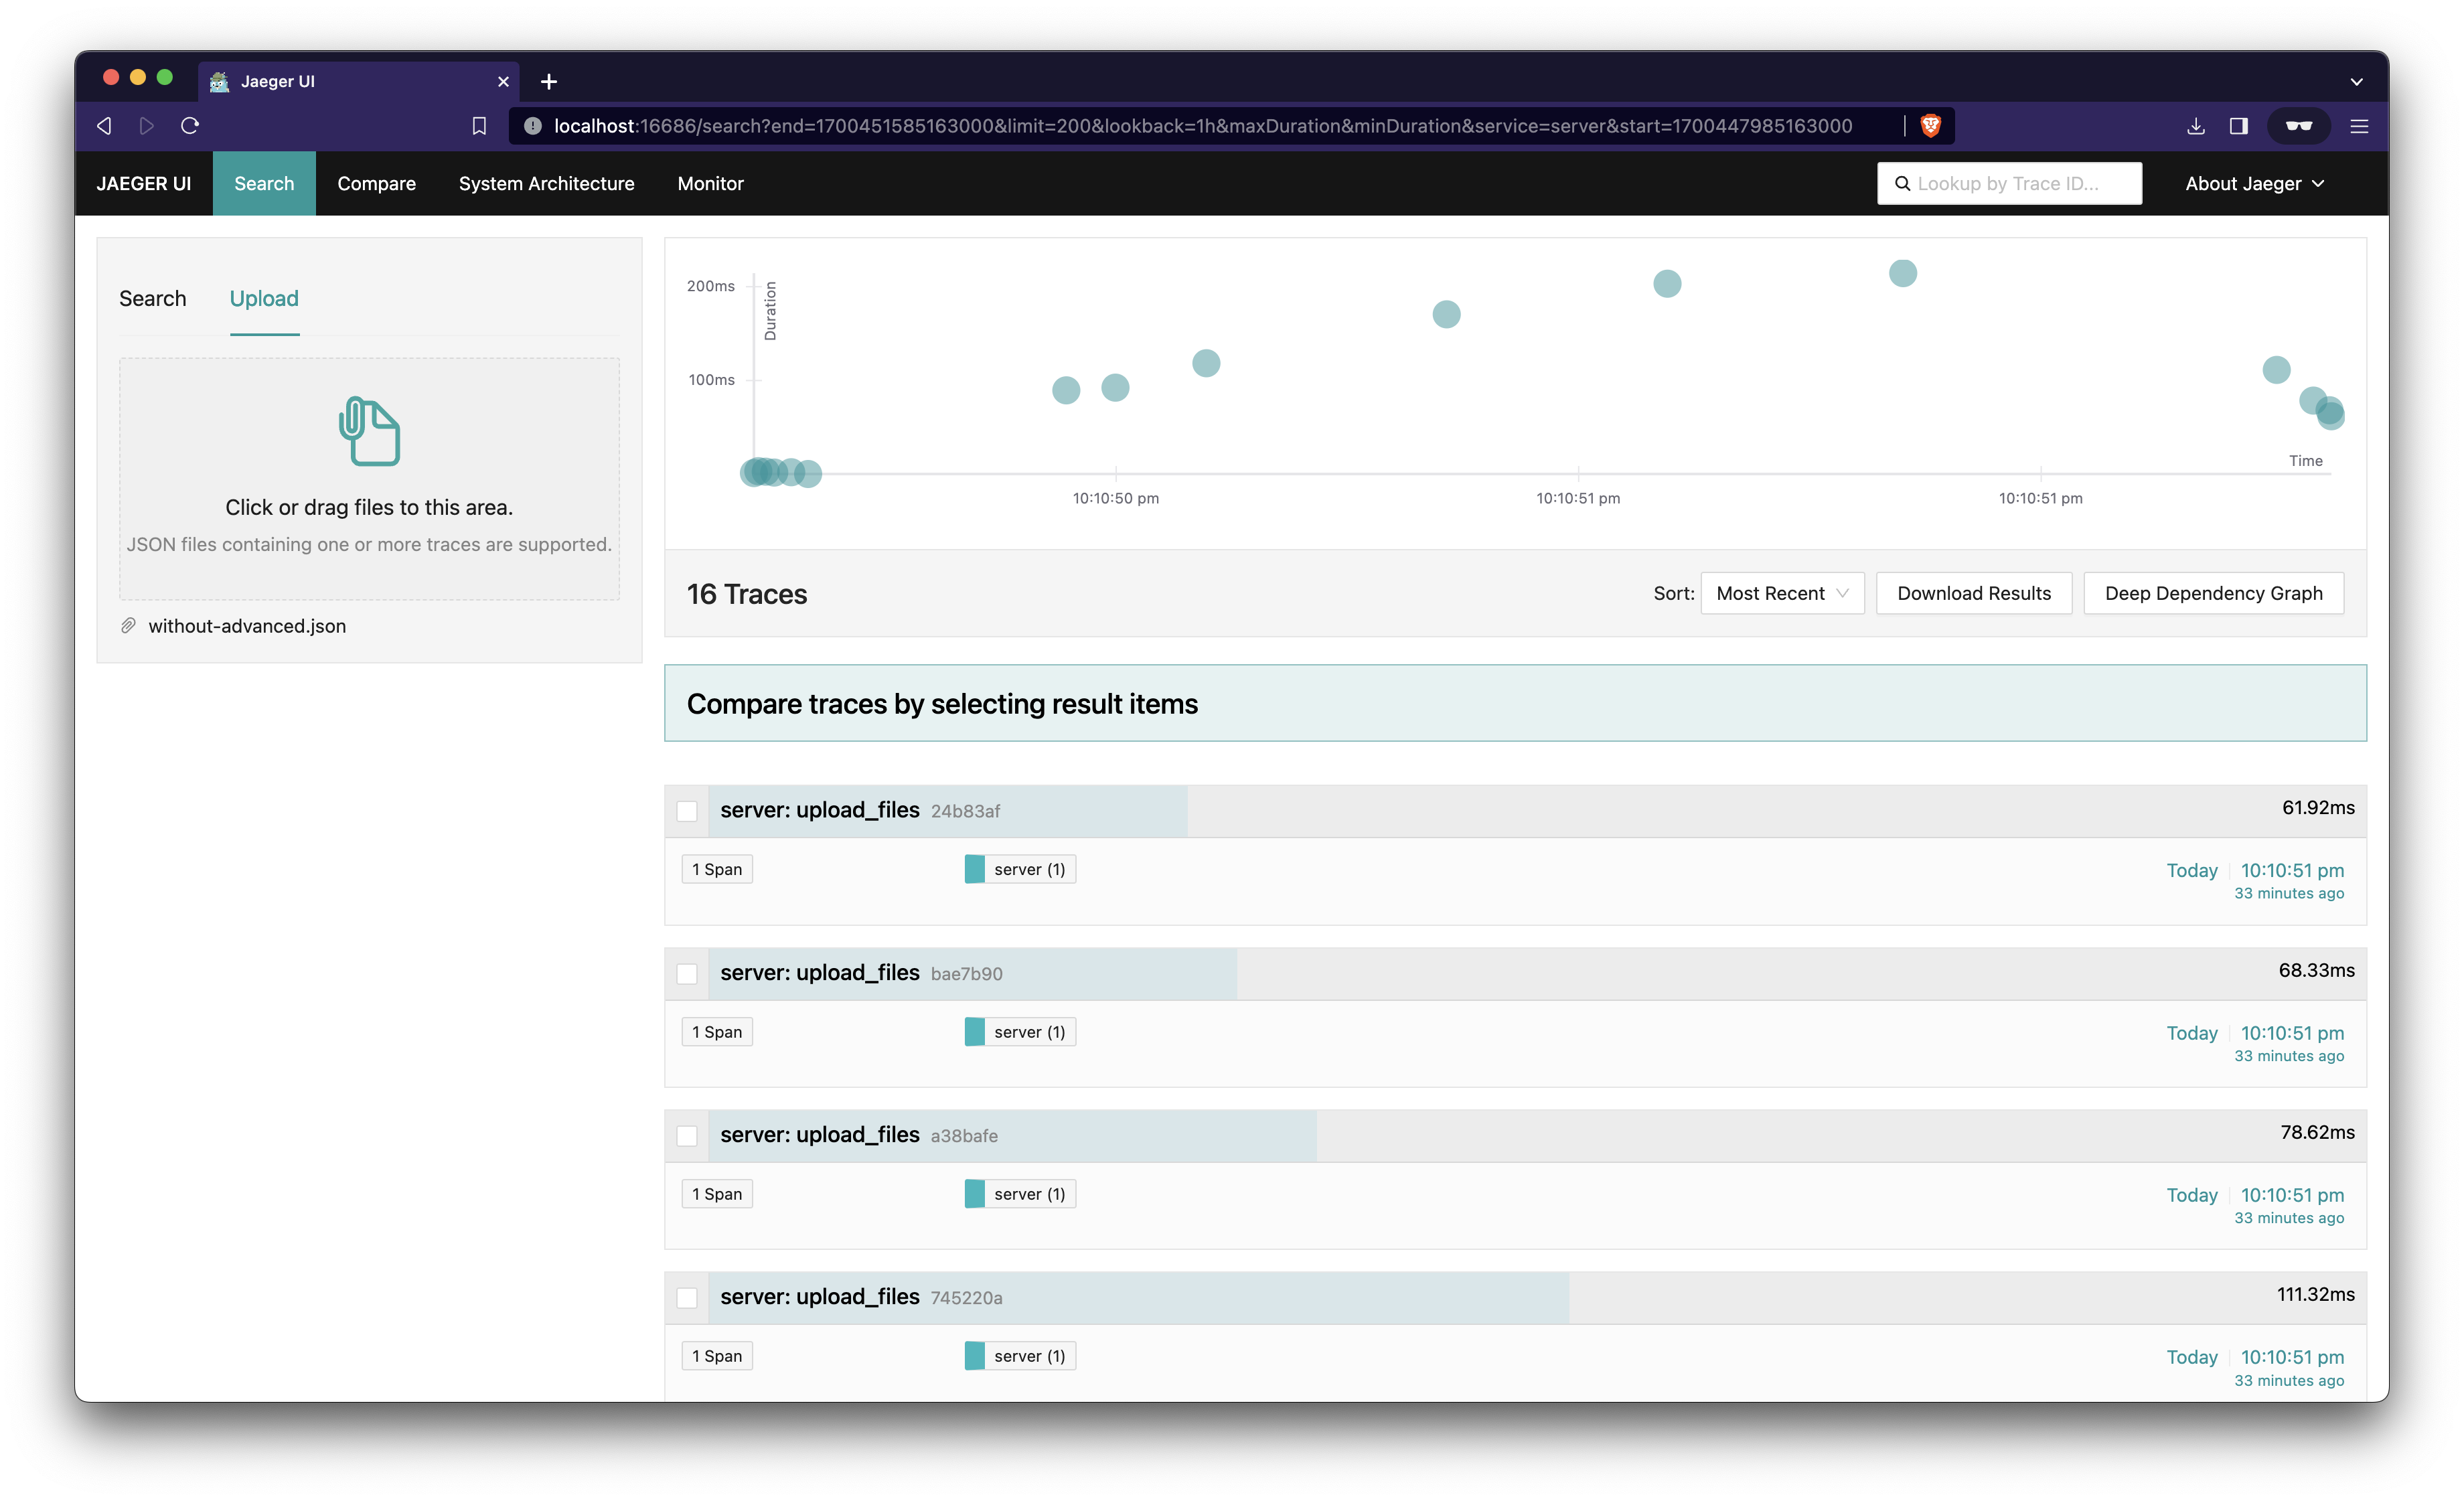 Jaeger UI
localhost:16686/search?end=1700451585163000&limit=200&lookback=1h&maxDuration&minDuration&service=server&start=1700447985163000
JAEGER UI Search Compare System Architecture Monitor Lookup by Trace ID... About Jaeger
Search Upload
Click or drag files to this area.
JSON files containing one or more traces are supported.
without-advanced.json
200ms
Duration
100ms
Time
10:10:50 pm 10:10:51 pm 10:10:51 pm
16 Traces Sort: Most Recent Download Results Deep Dependency Graph
Compare traces by selecting result items
server: upload_files 24b83af 61.92ms
1 Span server (1) Today 10:10:51 pm
33 minutes ago
server: upload_files bae7b90 68.33ms
1 Span server (1) Today 10:10:51 pm
33 minutes ago
server: upload_files a38bafe 78.62ms
1 Span server (1) Today 10:10:51 pm
33 minutes ago
server: upload_files 745220a 111.32ms
1 Span server (1) Today 10:10:51 pm
33 minutes ago